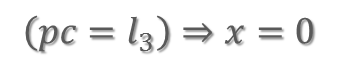 (pc = l₃) ⇒ x = 0